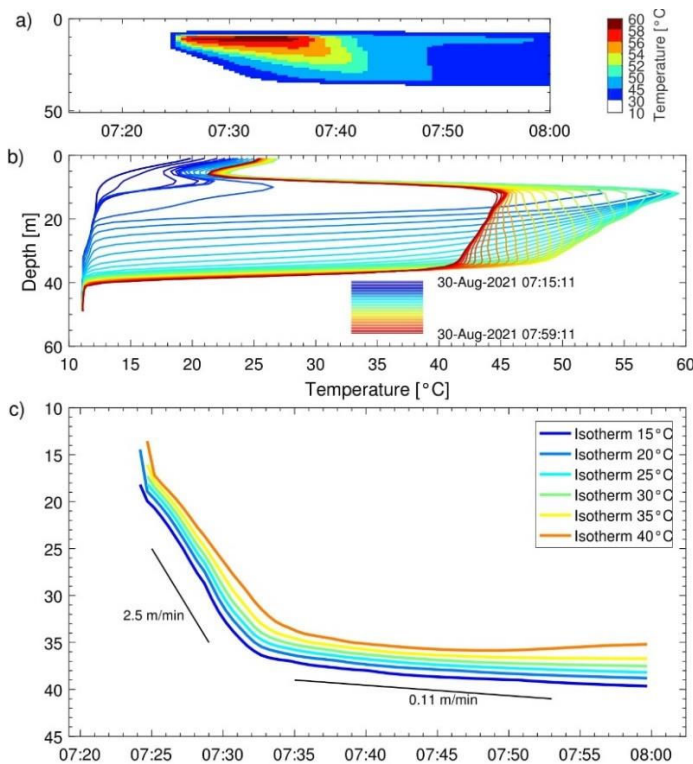 a)
0
50
07:20 07:30 07:40 07:50 08:00
60
58
56
54
52
50
45
30
10
Temperature [°C]
b)
0
20
40
60
Depth [m]
30-Aug-2021 07:15:11
30-Aug-2021 07:59:11
10 15 20 25 30 35 40 45 50 55 60
Temperature [°C]
c)
10
15
20
25
30
35
40
45
Isotherm 15°C
Isotherm 20°C
Isotherm 25°C
Isotherm 30°C
Isotherm 35°C
Isotherm 40°C
2.5 m/min
0.11 m/min
07:20 07:25 07:30 07:35 07:40 07:45 07:50 07:55 08:00